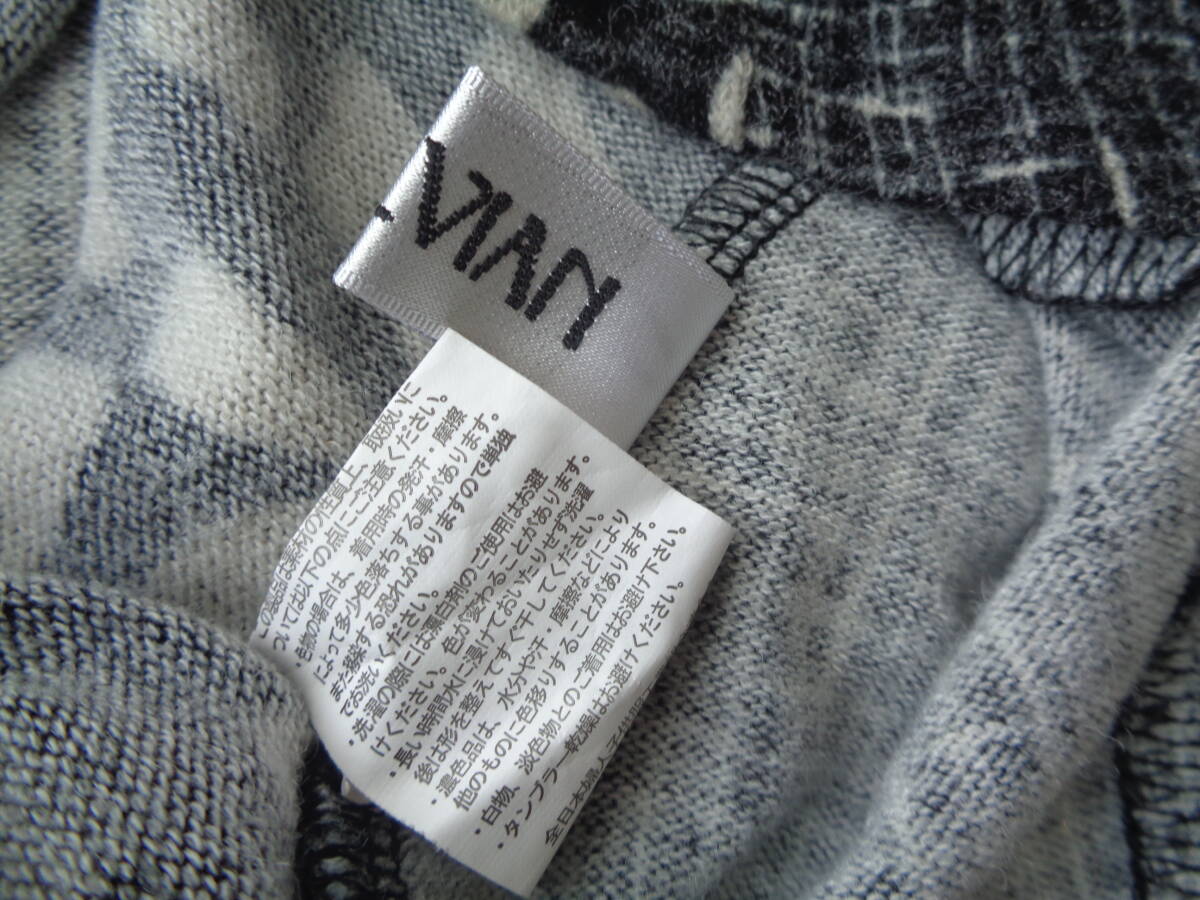 VIAN
この商品は素材の性質上、取扱いに
ついては以下の点にご注意ください。
・色物の場合は、着用時の発汗・摩擦
によって多少色落ちする事があります。
また移染する恐れがありますので単独
でお洗いください。
・洗濯の際には漂白剤のご使用はお避
けください。色が変わることがあります。
・長い時間水に浸けておいたりせず洗濯
後は形を整えてすぐ干してください。
・濃色品は、水分や汗・摩擦などにより
他のものに色移りすることがあります。
・白物、淡色物とのご着用はお避け下さい。
・タンブラー乾燥はお避けください。
全日本婦人子供服